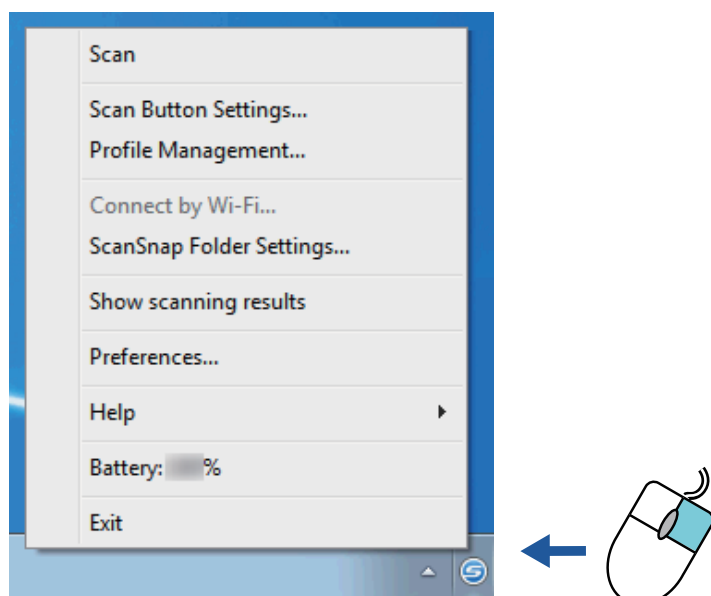 Scan
Scan Button Settings...
Profile Management...
Connect by Wi-Fi...
ScanSnap Folder Settings...
Show scanning results
Preferences...
Help
Battery: %
Exit